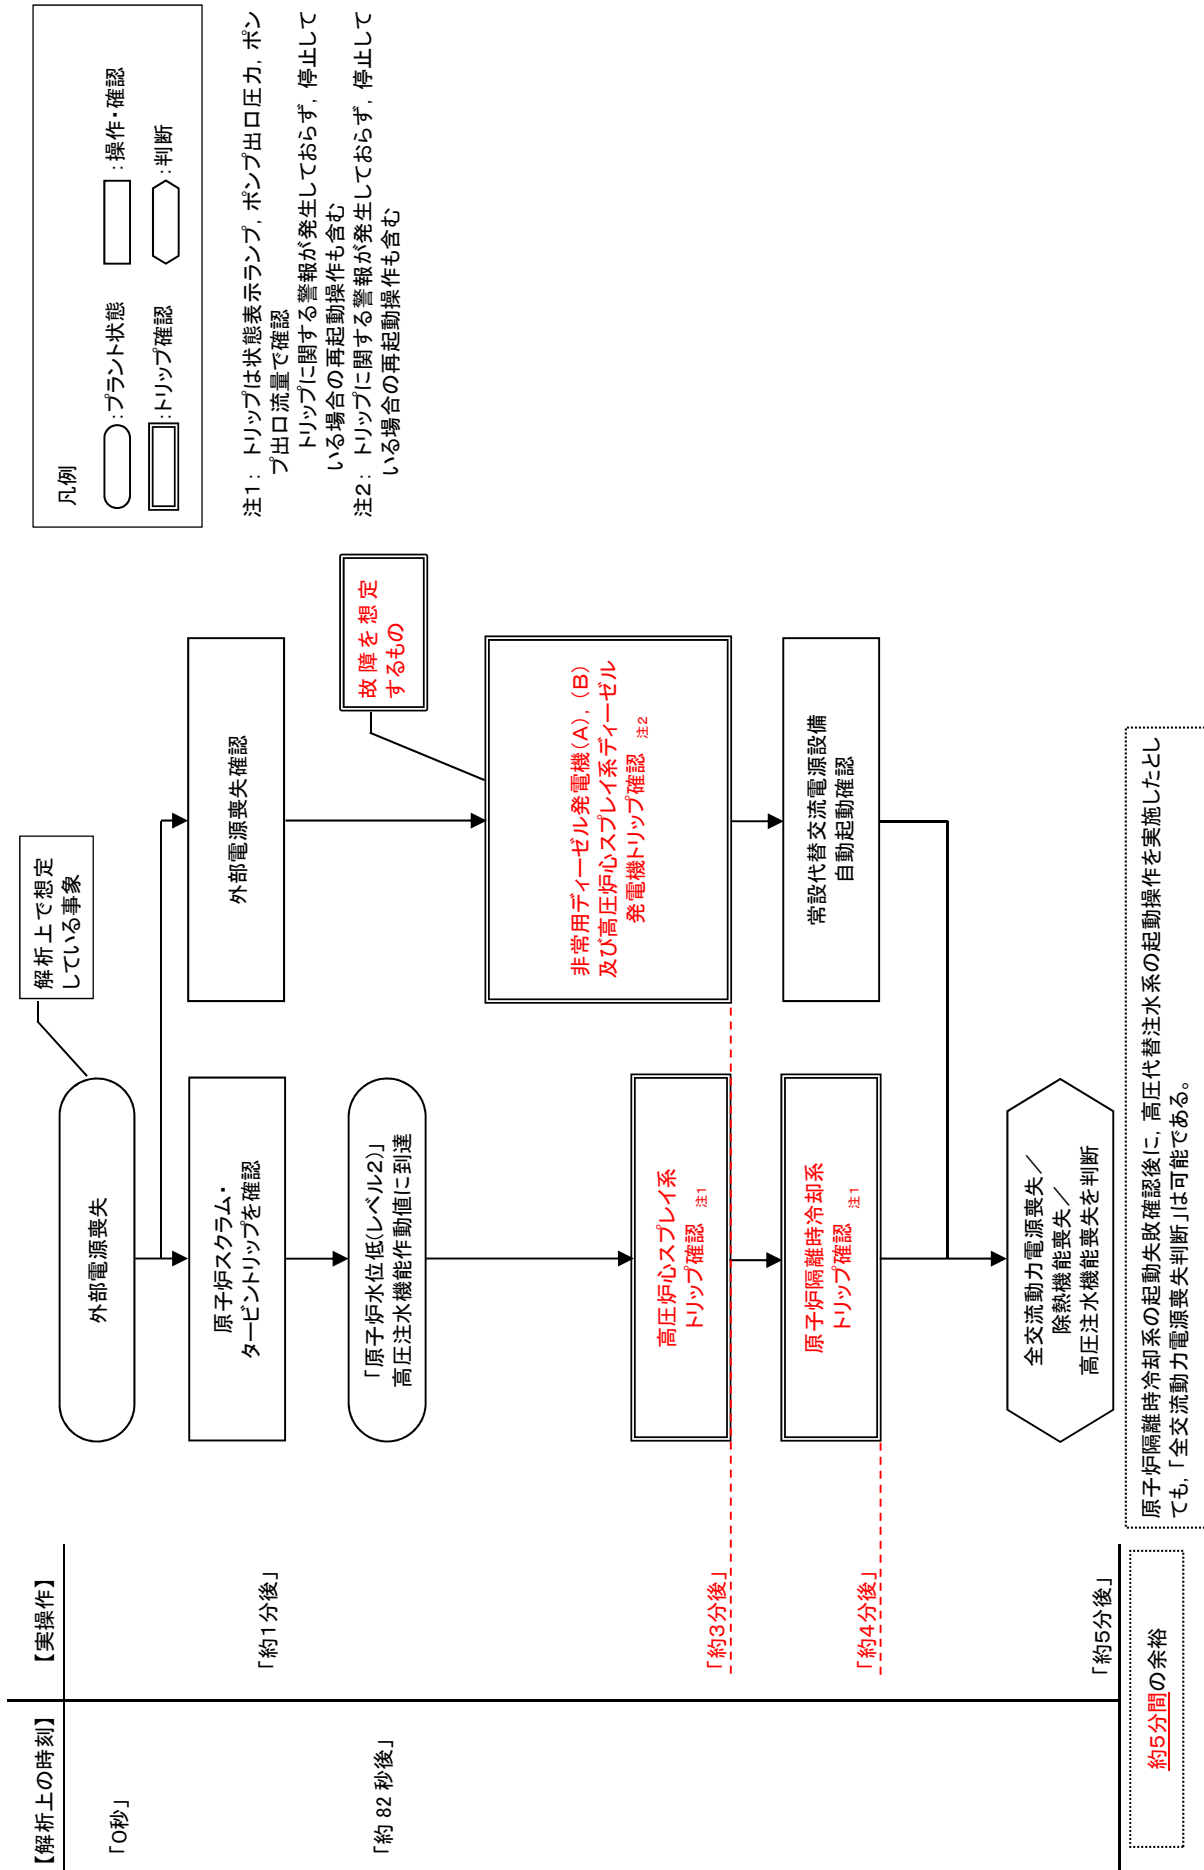 【解析上の時刻】
【実操作】
「0秒」
「約1分後」
「約 82 秒後」
「約3分後」
「約4分後」
「約5分後」
約5分間の余裕
外部電源喪失
解析上で想定
している事象
原子炉スクラム・
タービントリップを確認
外部電源喪失確認
「原子炉水位低(レベル2)」
高圧注水機能作動値に到達
故障を想定
するもの
非常用ディーゼル発電機(A),(B)
及び高圧炉心スプレイ系ディーゼル
発電機トリップ確認 注2
高圧炉心スプレイ系
トリップ確認 注1
原子炉隔離時冷却系
トリップ確認 注1
常設代替交流電源設備
自動起動確認
全交流動力電源喪失/
除熱機能喪失/
高圧注水機能喪失を判断
原子炉隔離時冷却系の起動失敗確認後に,高圧代替注水系の起動操作を実施したとし
ても,「全交流動力電源喪失判断」は可能である。
凡例
:プラント状態
:操作・確認
:トリップ確認
:判断
注1: トリップは状態表示ランプ,ポンプ出口圧力,ポン
プ出口流量で確認
トリップに関する警報が発生しておらず,停止して
いる場合の再起動操作も含む
注2: トリップに関する警報が発生しておらず,停止して
いる場合の再起動操作も含む